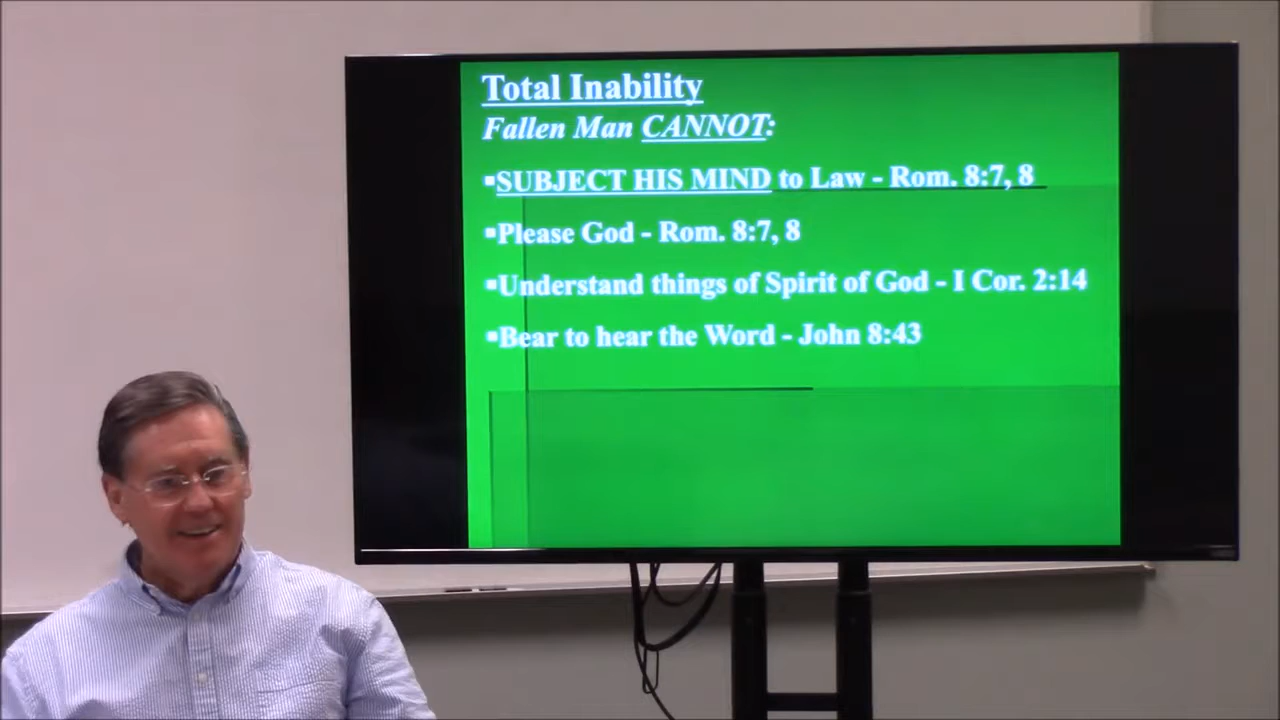 Total Inability
Fallen Man CANNOT:
▪SUBJECT HIS MIND to Law - Rom. 8:7, 8
▪Please God - Rom. 8:7, 8
▪Understand things of Spirit of God - I Cor. 2:14
▪Bear to hear the Word - John 8:43